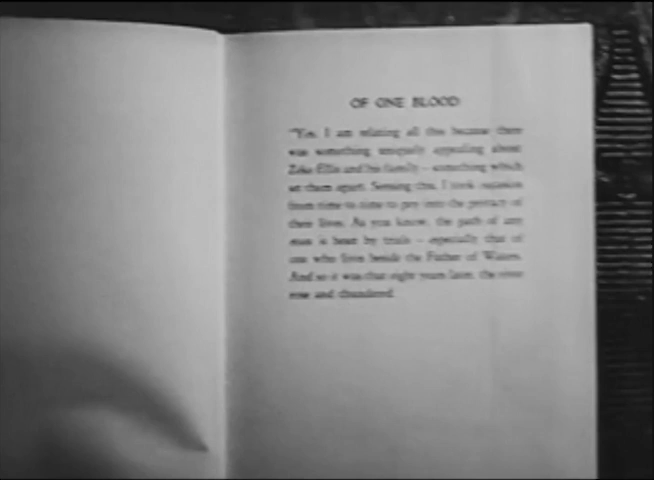 OF ONE BLOOD
"Yes, I am relating all this because there
was something uniquely appealing about
Zeke Ellis and his family - something which
set them apart. Sensing this, I took occasion
from time to time to pry into the privacy of
their lives. As you know, the path of any
man is beset by trials - especially that of
one who lives beside the Father of Waters.
And so it was that eight years later, the river
rose and thundered.